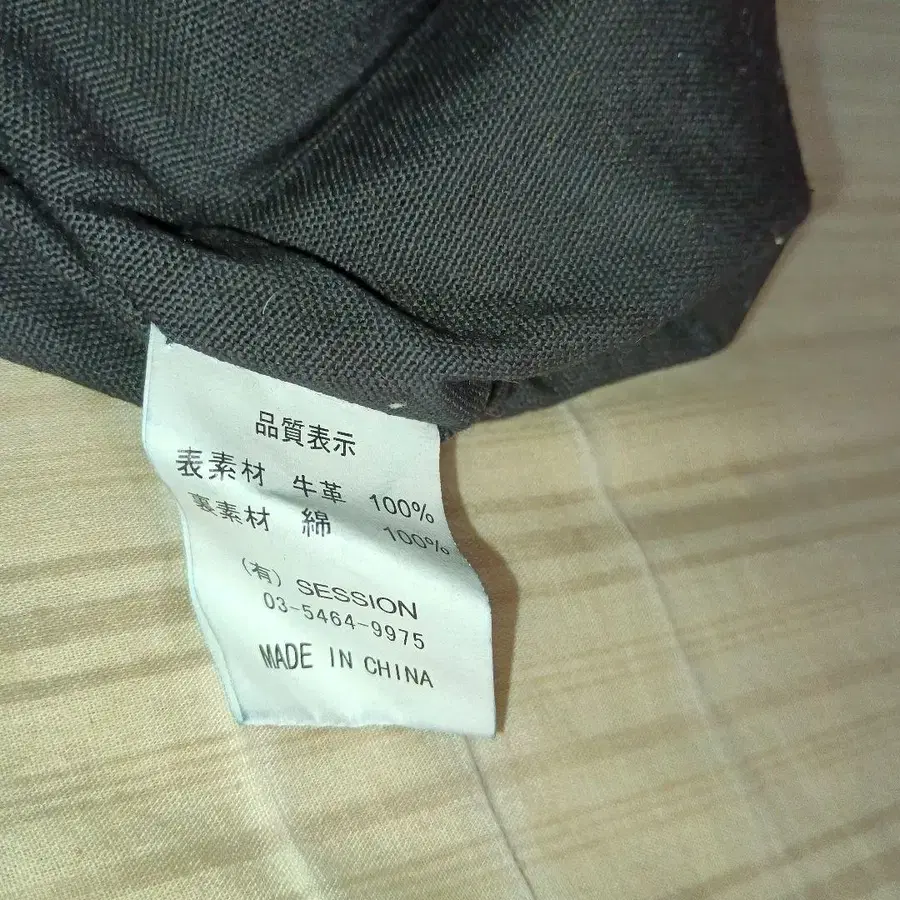 品質表示
表素材 牛革 100%
裏素材 綿 100%
(有) SESSION
03-5464-9975
MADE IN CHINA